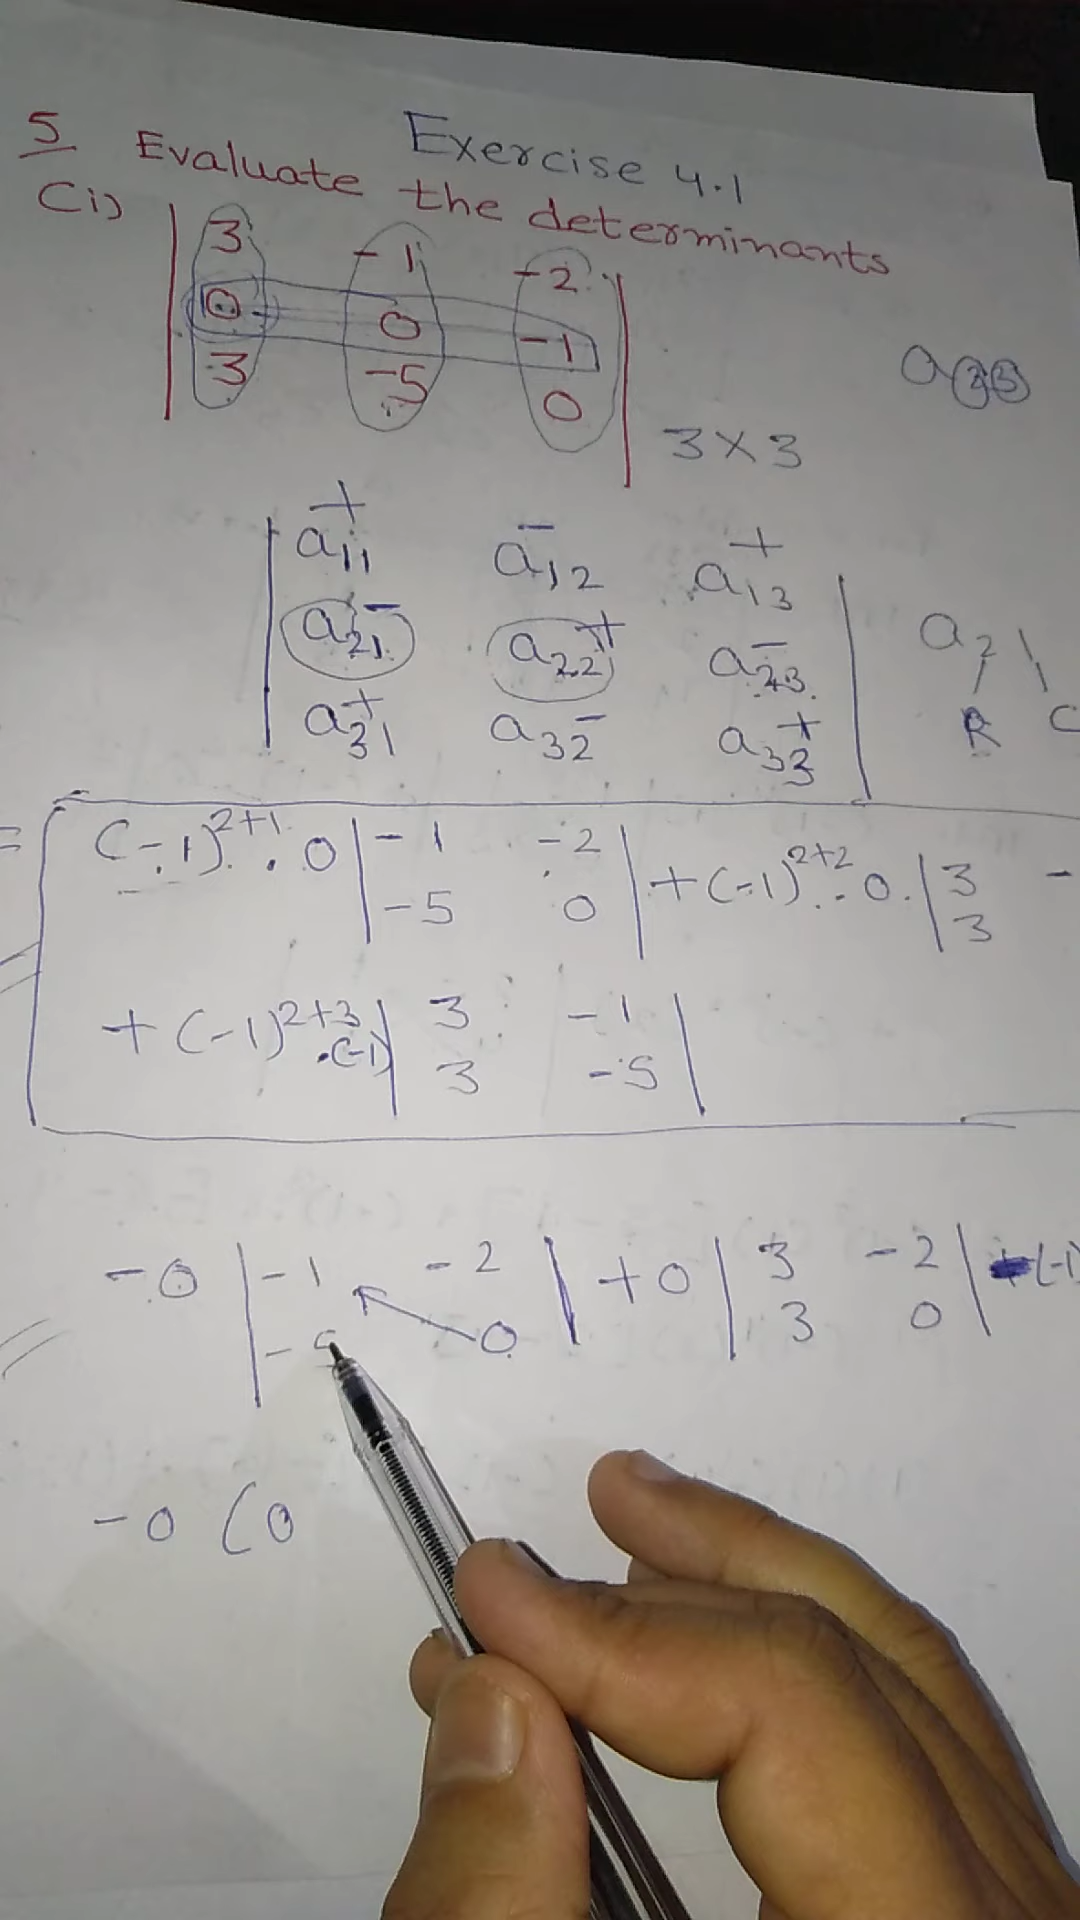 Exercise 4.1
5 Evaluate the determinants
(i) | 3 -1 -2 |
| 0 0 -1 |
| 3 -5 0 | 3×3
a23
| a11+ a12- a13+ |
| a21- a22+ a23- | a21
| a31+ a32- a33+ | R C
= (-1)^2+1 . 0 | -1 -2 | + (-1)^2+2 . 0 . | 3 -
| -5 0 | | 3
+ (-1)^2+3 .(-1) | 3 -1 |
| 3 -5 |
-0 | -1 -2 | +0 | 3 -2 | (-1)
| -5 0 | | 3 0 |
-0 (0